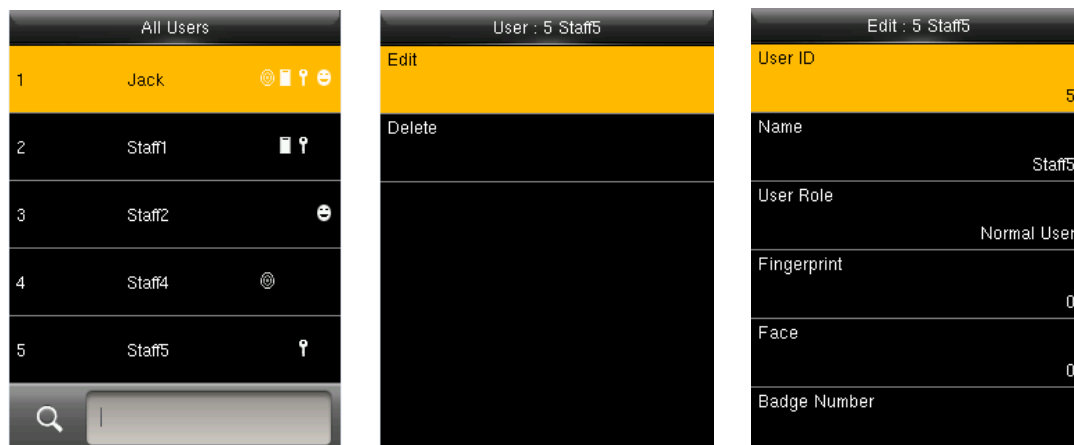 All Users
1 Jack
2 Staff1
3 Staff2
4 Staff4
5 Staff5
User : 5 Staff5
Edit
Delete
Edit : 5 Staff5
User ID
5
Name
Staff5
User Role
Normal User
Fingerprint
0
Face
0
Badge Number